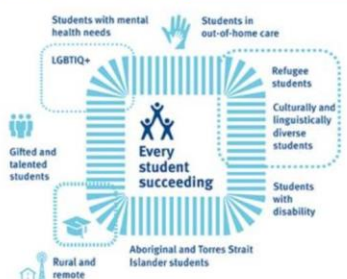 Students with mental
health needs
Students in
out-of-home care
LGBTIQ+
Refugee
students
Culturally and
linguistically
diverse
students
Gifted and
talented
students
Every
student
succeeding
Students
with
disability
Aboriginal and Torres Strait
Islander students
Rural and
remote